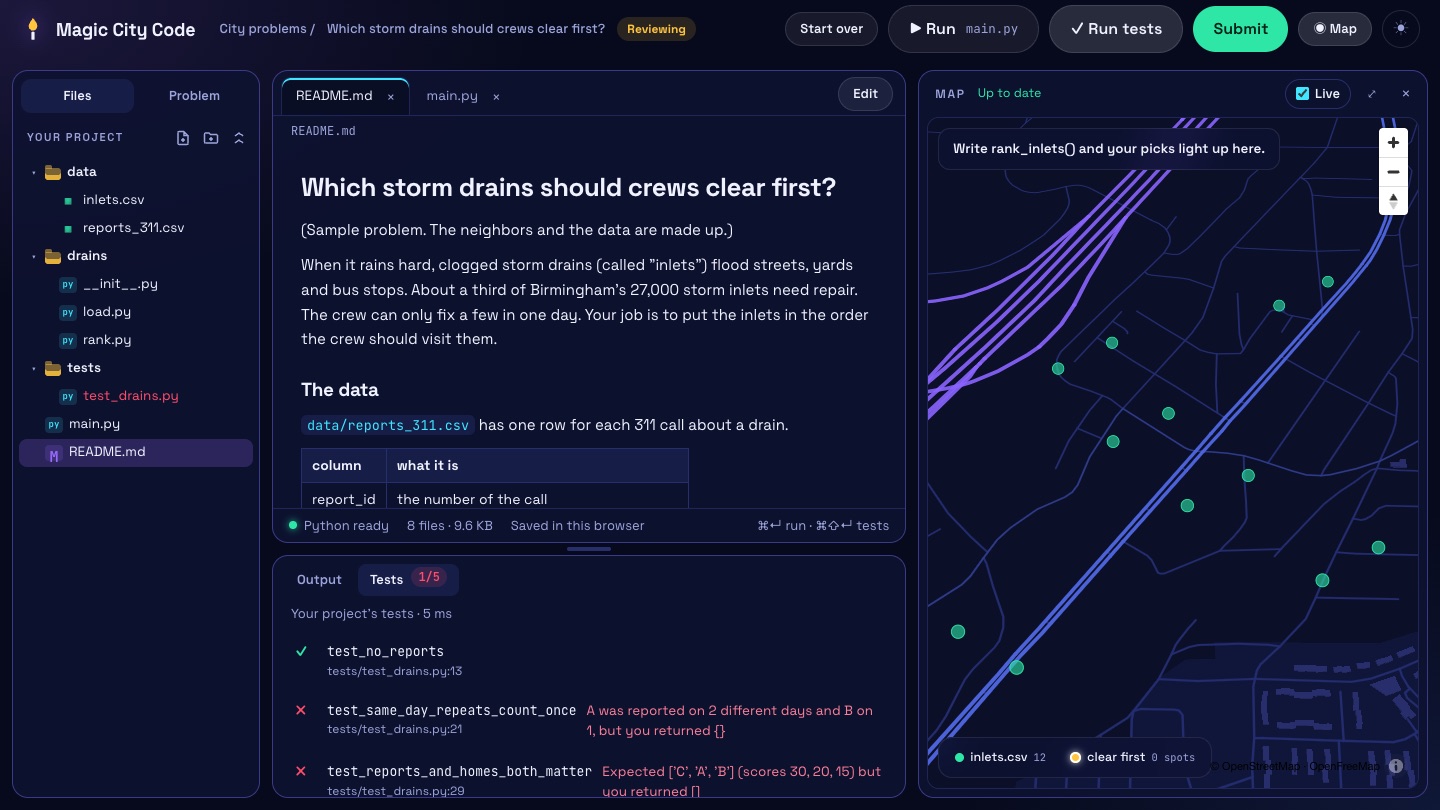 Magic City Code
City problems / Which storm drains should crews clear first?
Reviewing
Start over
Run main.py
Run tests
Submit
Map
Files
Problem
YOUR PROJECT
data
inlets.csv
reports_311.csv
drains
py __init__.py
py load.py
py rank.py
tests
py test_drains.py
py main.py
M README.md
README.md ×
main.py ×
Edit
README.md
Which storm drains should crews clear first?
(Sample problem. The neighbors and the data are made up.)
When it rains hard, clogged storm drains (called "inlets") flood streets, yards
and bus stops. About a third of Birmingham's 27,000 storm inlets need repair.
The crew can only fix a few in one day. Your job is to put the inlets in the order
the crew should visit them.
The data
data/reports_311.csv has one row for each 311 call about a drain.
column what it is
report_id the number of the call
Python ready 8 files · 9.6 KB Saved in this browser ⌘↵ run · ⌘⇧↵ tests
Output
Tests 1/5
Your project's tests · 5 ms
✓ test_no_reports
tests/test_drains.py:13
× test_same_day_repeats_count_once A was reported on 2 different days and B on
tests/test_drains.py:21 1, but you returned {}
× test_reports_and_homes_both_matter Expected ['C', 'A', 'B'] (scores 30, 20, 15) but
tests/test_drains.py:29 you returned []
MAP Up to date
Live
Write rank_inlets() and your picks light up here.
inlets.csv 12
clear first 0 spots
© OpenStreetMap · OpenFreeMap